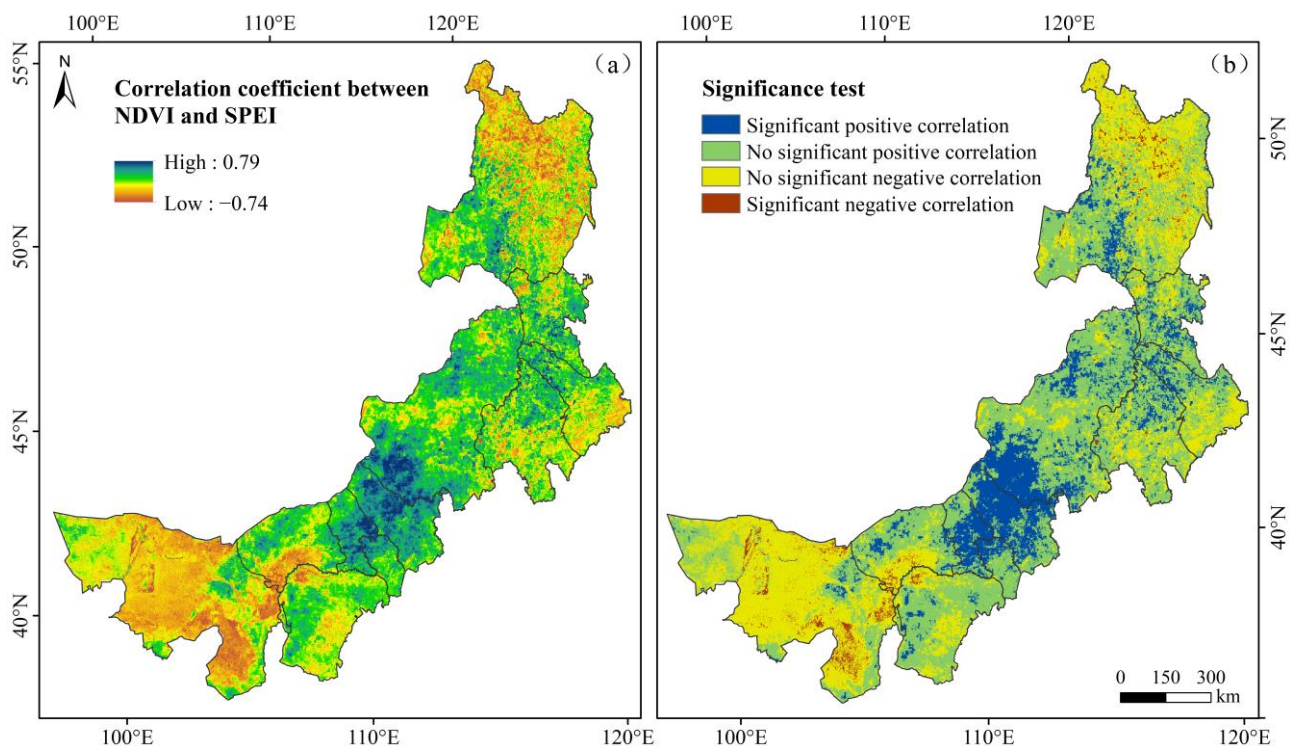 100°E 110°E 120°E 100°E 110°E 120°E
55°N
N
(a)
(b)
Correlation coefficient between
NDVI and SPEI
High : 0.79
Low : −0.74
Significance test
Significant positive correlation
No significant positive correlation
No significant negative correlation
Significant negative correlation
50°N
50°N
45°N
45°N
40°N
40°N
0 150 300
km
100°E 110°E 120°E 100°E 110°E 120°E